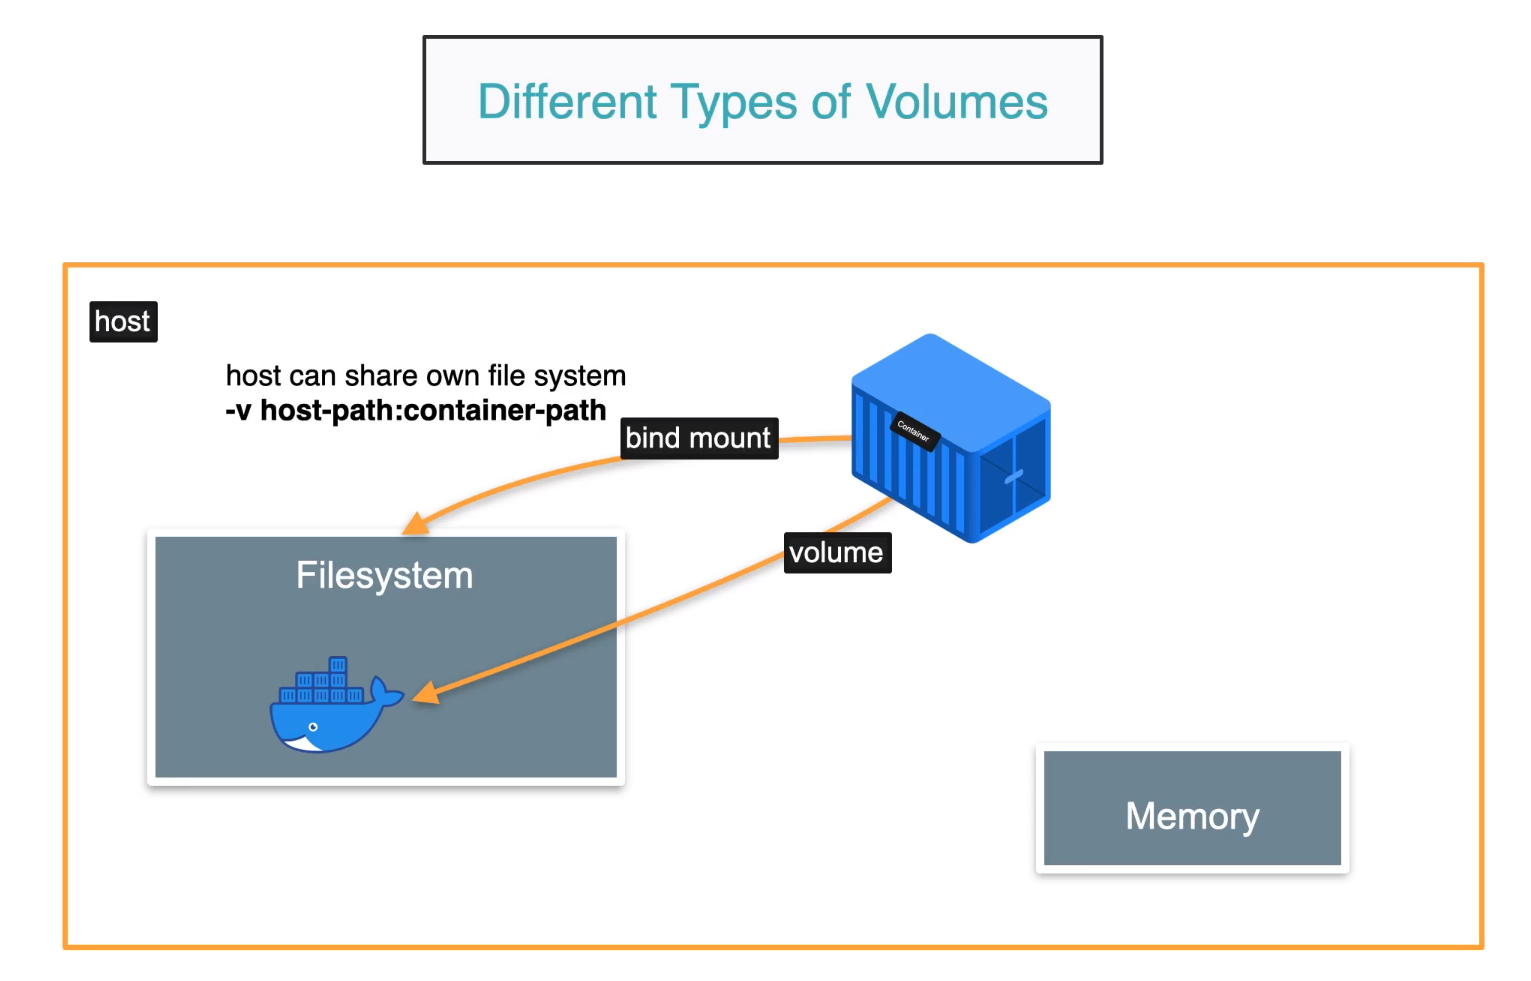 Different Types of Volumes
host
host can share own file system
-v host-path:container-path
bind mount
Container
volume
Filesystem
Memory